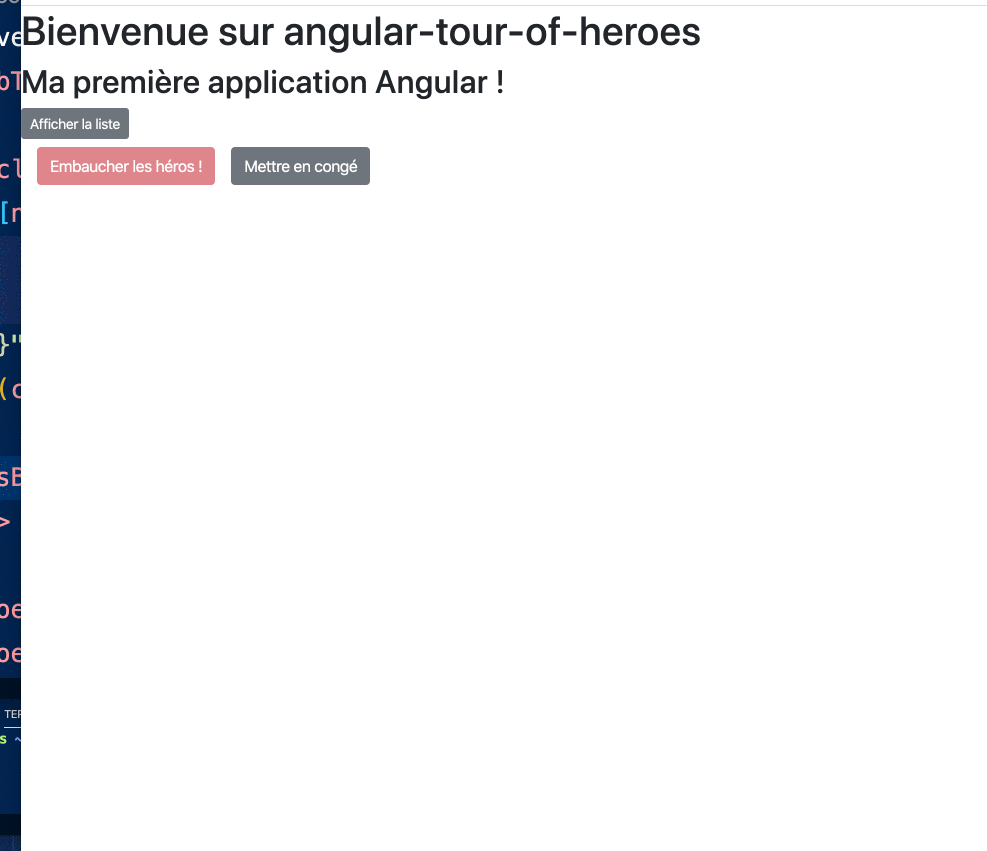 Bienvenue sur angular-tour-of-heroes
Ma première application Angular !
Afficher la liste
Embaucher les héros ! Mettre en congé